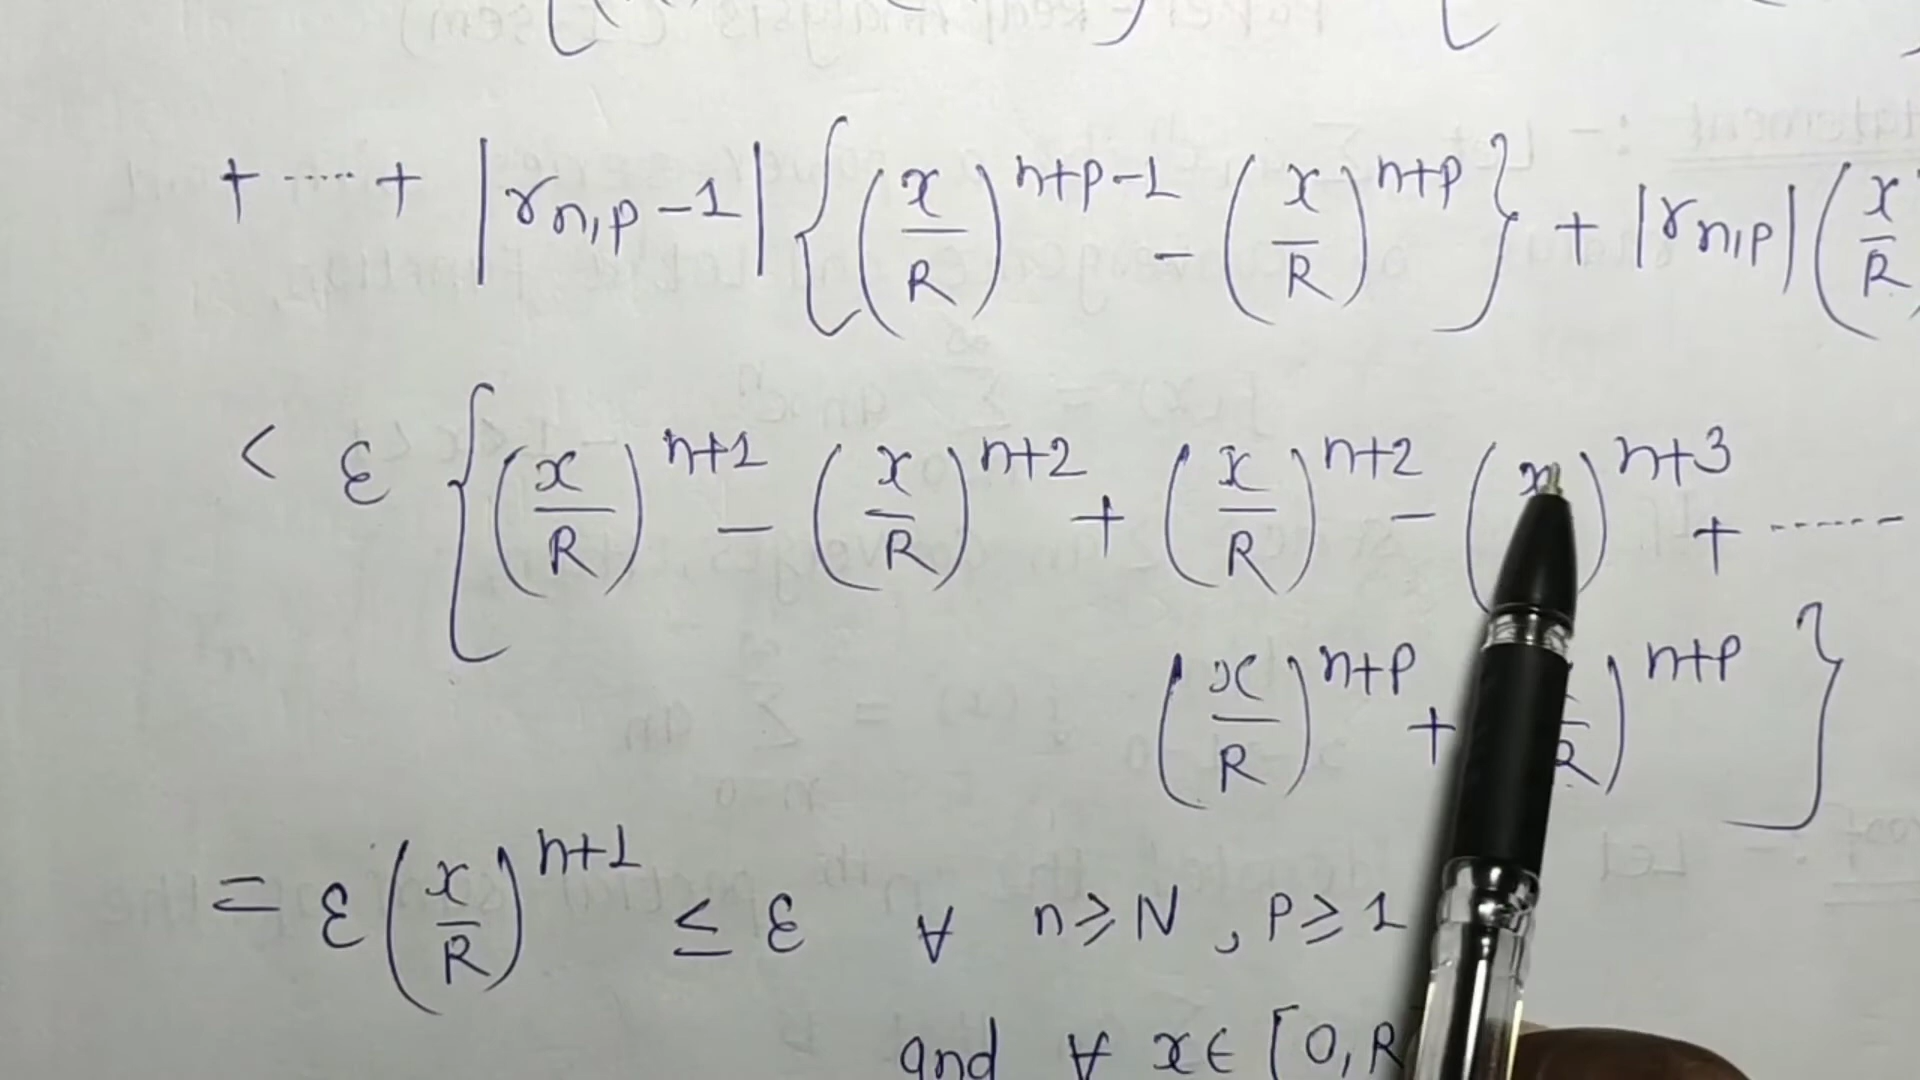 + ····· + |r_{n,p}-1| { (x/R)^{n+p-1} - (x/R)^{n+p} } + |r_{n,p}| (x/R
< ε { (x/R)^{n+1} - (x/R)^{n+2} + (x/R)^{n+2} - (x )^{n+3} + ······
(x/R)^{n+p} + ( /R)^{n+p} }
= ε (x/R)^{n+1} ≤ ε ∀ n ≥ N , p ≥ 1
and ∀ x ∈ [0, R